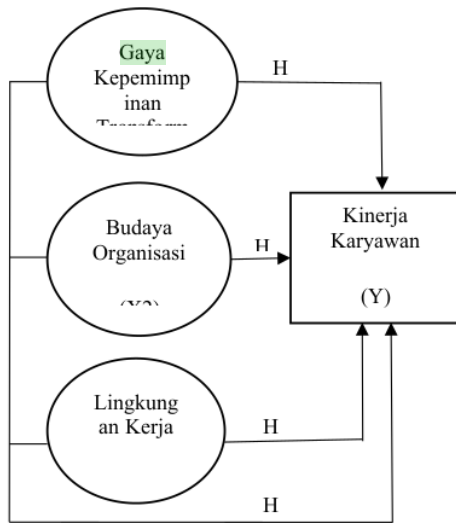 Gaya
Kepemimp
inan
H
Budaya
Organisasi
H
Kinerja
Karyawan
(Y)
Lingkung
an Kerja
H
H